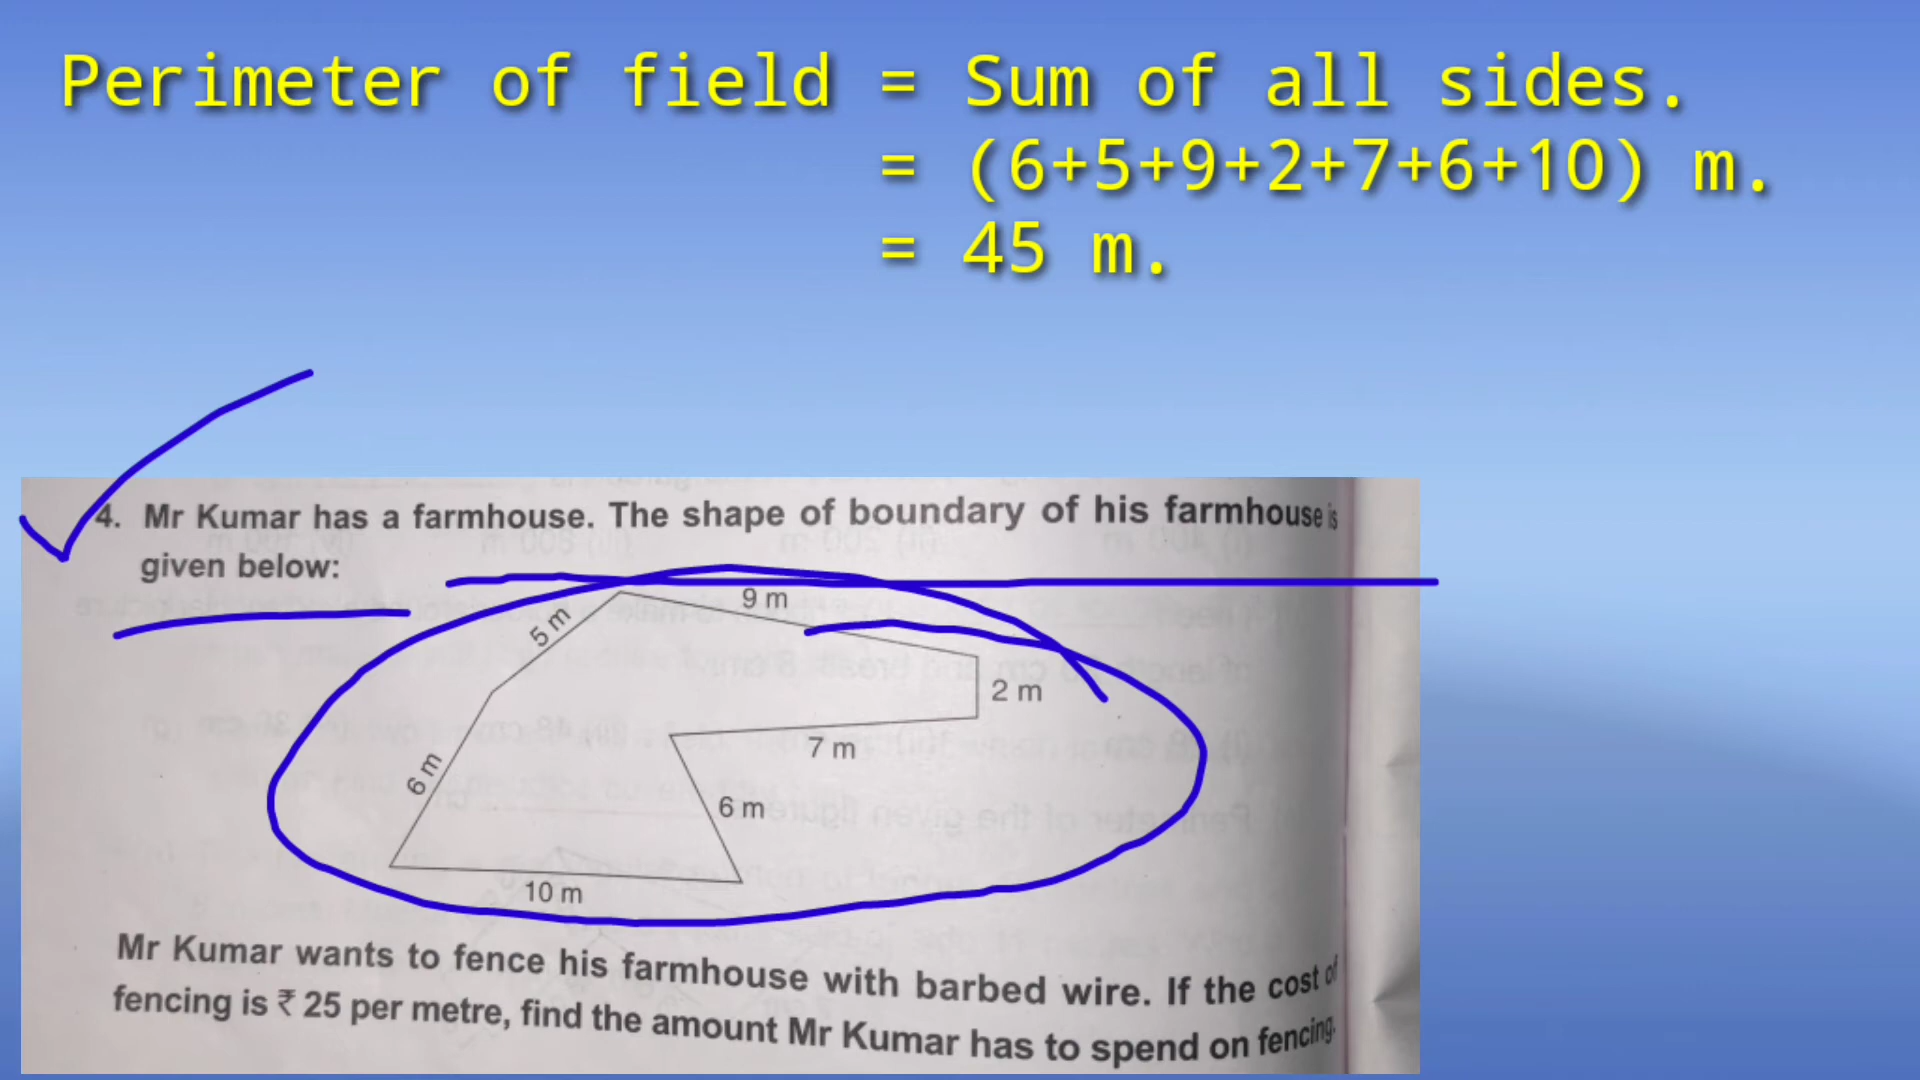 Perimeter of field = Sum of all sides.
= (6+5+9+2+7+6+10) m.
= 45 m.
4. Mr Kumar has a farmhouse. The shape of boundary of his farmhouse is
given below:
9 m
5 m
2 m
7 m
6 m
6 m
10 m
Mr Kumar wants to fence his farmhouse with barbed wire. If the cost of
fencing is ₹ 25 per metre, find the amount Mr Kumar has to spend on fencing.